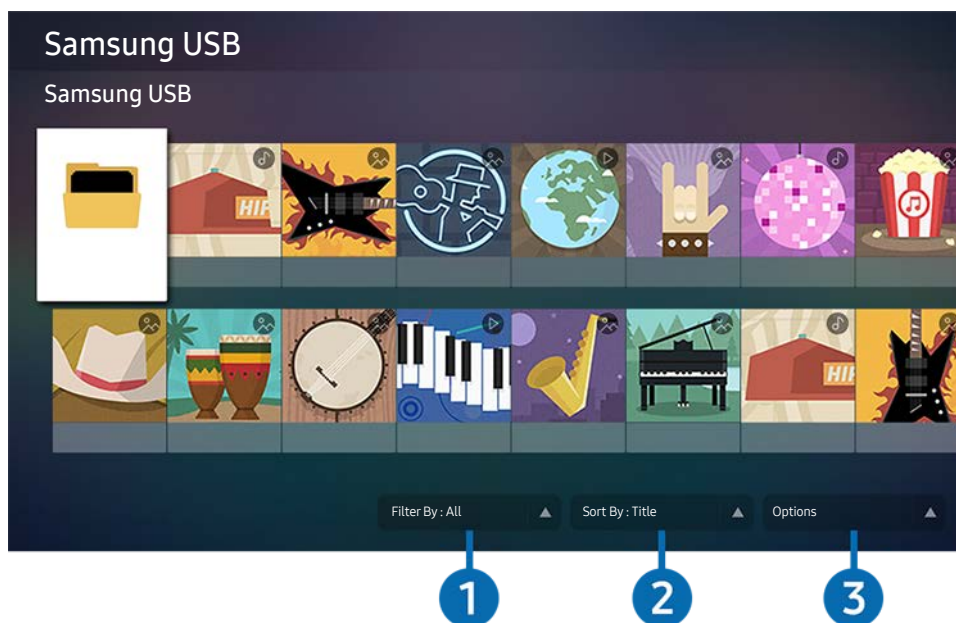 Samsung USB
Samsung USB
HIP
HIP
Filter By : All
Sort By : Title
Options
1
2
3